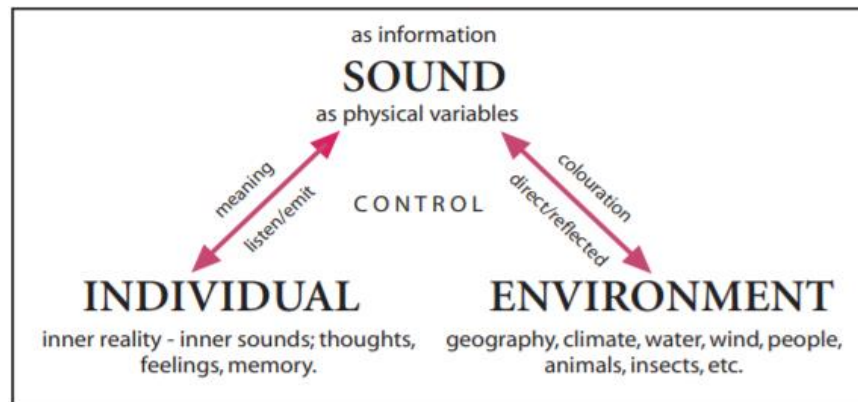 as information
SOUND
as physical variables
meaning
listen/emit
CONTROL
colouration
direct/reflected
INDIVIDUAL
inner reality - inner sounds; thoughts,
feelings, memory.
ENVIRONMENT
geography, climate, water, wind, people,
animals, insects, etc.